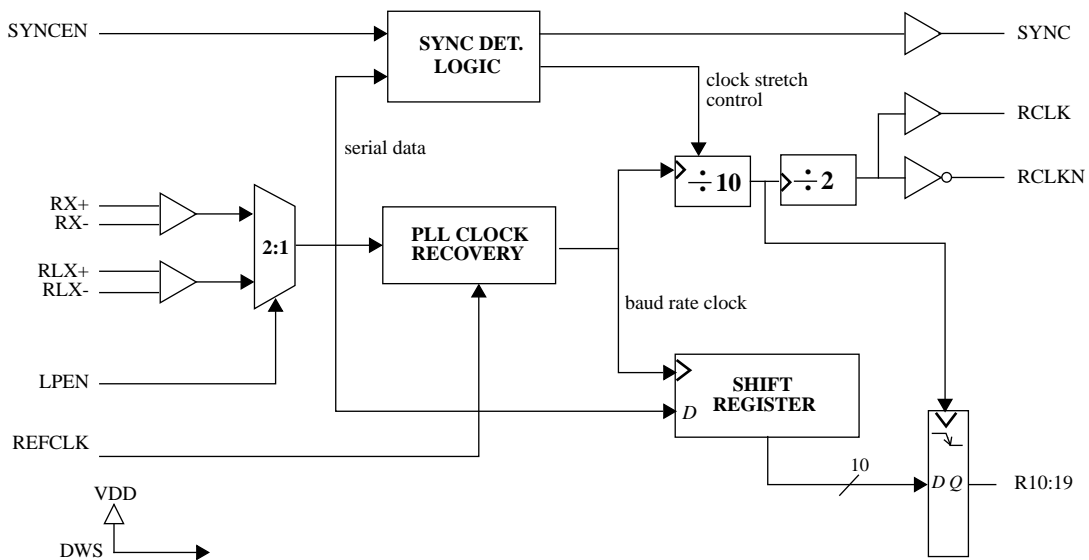 SYNCEN
SYNC DET.
LOGIC
SYNC
clock stretch
control
RCLK
serial data
÷ 10
÷ 2
RCLKN
RX+
RX-
2:1
PLL CLOCK
RECOVERY
RLX+
RLX-
baud rate clock
LPEN
SHIFT
REGISTER
D
REFCLK
10
D Q
R10:19
VDD
DWS